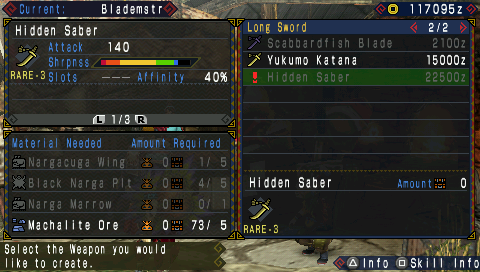 Current: Blademstr
117095z
Hidden Saber
Attack 140
Shrpnss
RARE-3
Slots --- Affinity 40%
L 1/3 R
Material Needed Amount Required
Nargacuga Wing 0 1/ 5
Black Narga Plt 0 4/ 5
Narga Marrow 0 0/ 1
Machalite Ore 0 73/ 5
Select the Weapon you would
like to create.
Long Sword 2/2
Scabbardfish Blade 2100z
Yukumo Katana 15000z
Hidden Saber 22500z
Hidden Saber Amount 0
RARE-3
Info Skill Info